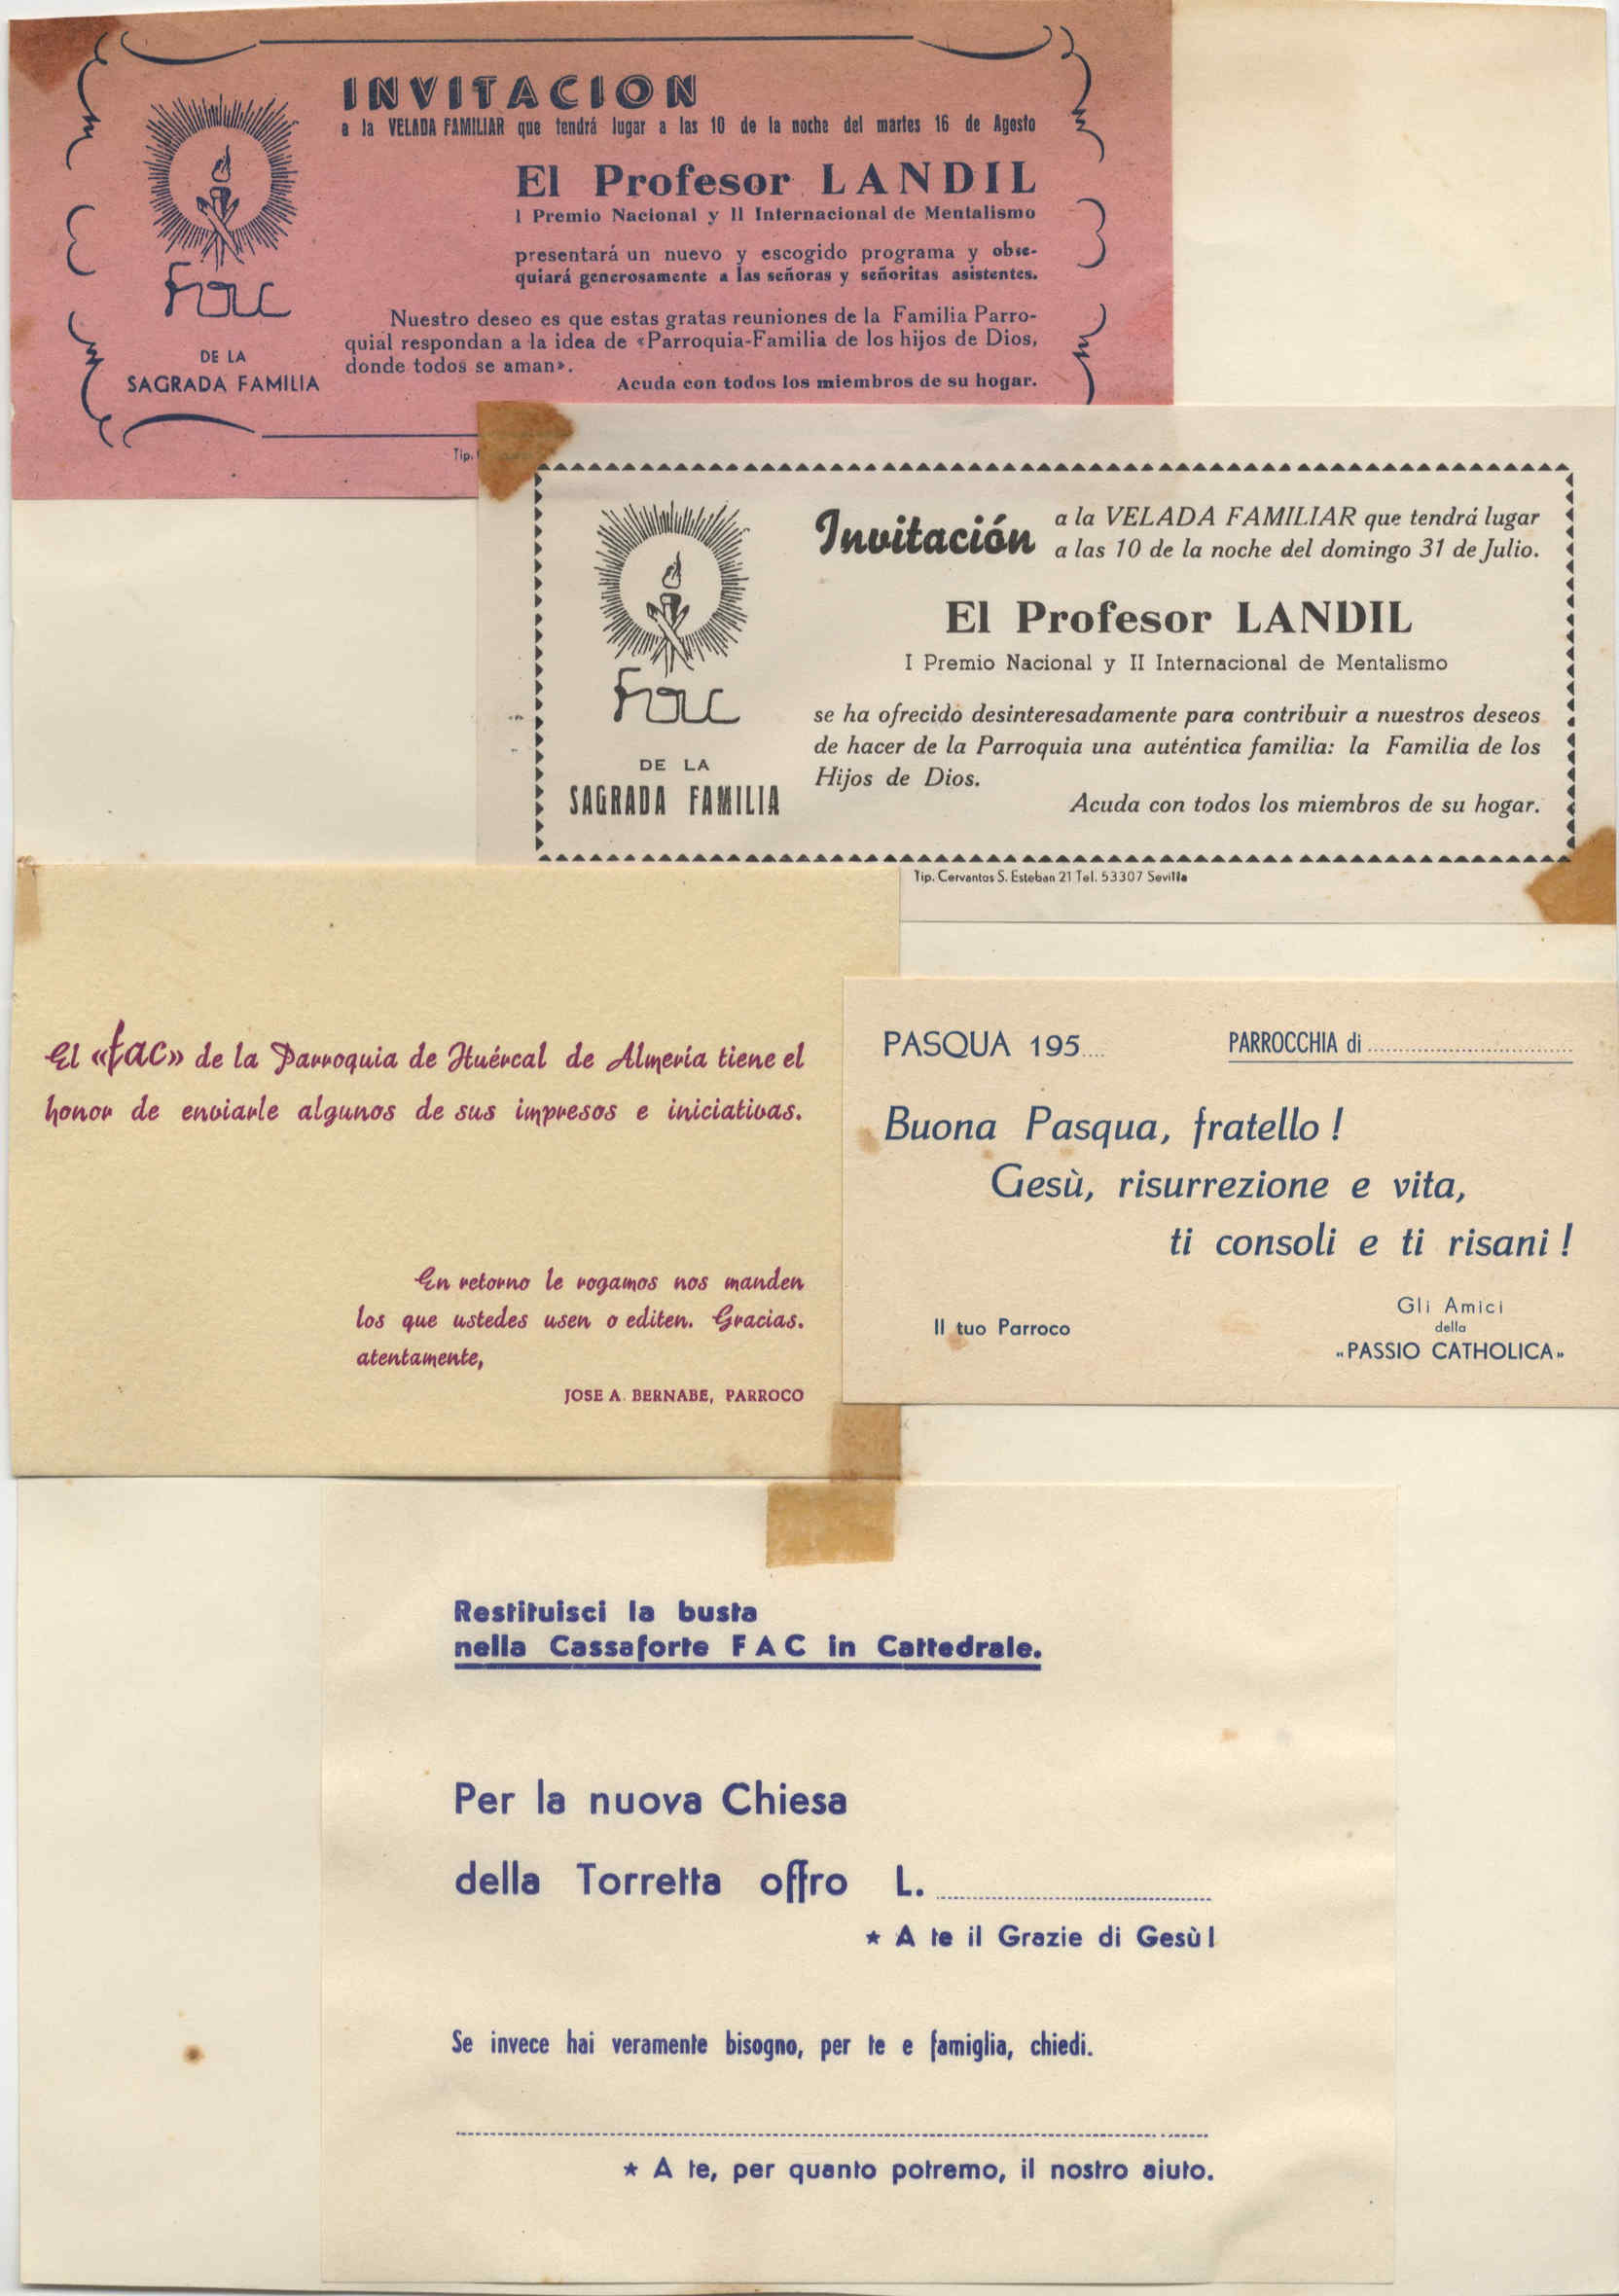 INVITACION
a la VELADA FAMILIAR que tendrá lugar a las 10 de la noche del martes 16 de Agosto
El Profesor LANDIL
I Premio Nacional y II Internacional de Mentalismo
presentará un nuevo y escogido programa y obse-
quiará generosamente a las señoras y señoritas asistentes.
Nuestro deseo es que estas gratas reuniones de la Familia Parro-
quial respondan a la idea de «Parroquia-Familia de los hijos de Dios,
donde todos se aman».
Acuda con todos los miembros de su hogar.
fac
DE LA
SAGRADA FAMILIA
Tip.
Invitación
a la VELADA FAMILIAR que tendrá lugar
a las 10 de la noche del domingo 31 de Julio.
El Profesor LANDIL
I Premio Nacional y II Internacional de Mentalismo
se ha ofrecido desinteresadamente para contribuir a nuestros deseos
de hacer de la Parroquia una auténtica familia: la Familia de los
Hijos de Dios.
Acuda con todos los miembros de su hogar.
fac
DE LA
SAGRADA FAMILIA
Tip. Cervantes S. Esteban 21 Tel. 53307 Sevilla
El «fac» de la Parroquia de Huércal de Almería tiene el
honor de enviarle algunos de sus impresos e iniciativas.
En retorno le rogamos nos manden
los que ustedes usen o editen. Gracias.
atentamente,
JOSE A. BERNABE, PARROCO
PASQUA 195....
PARROCCHIA di ..............................
Buona Pasqua, fratello !
Gesù, risurrezione e vita,
ti consoli e ti risani !
Il tuo Parroco
Gli Amici
della
«PASSIO CATHOLICA»
Restituisci la busta
nella Cassaforte FAC in Cattedrale.
Per la nuova Chiesa
della Torretta offro L. ..............................
★ A te il Grazie di Gesù!
Se invece hai veramente bisogno, per te e famiglia, chiedi.
★ A te, per quanto potremo, il nostro aiuto.